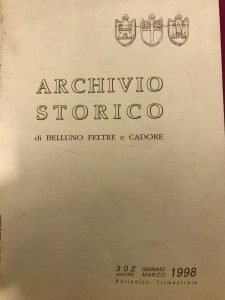 ARCHIVIO
STORICO
di BELLUNO FELTRE e CADORE
302 GENNAIO
MARZO 1998
Periodico Trimestrale